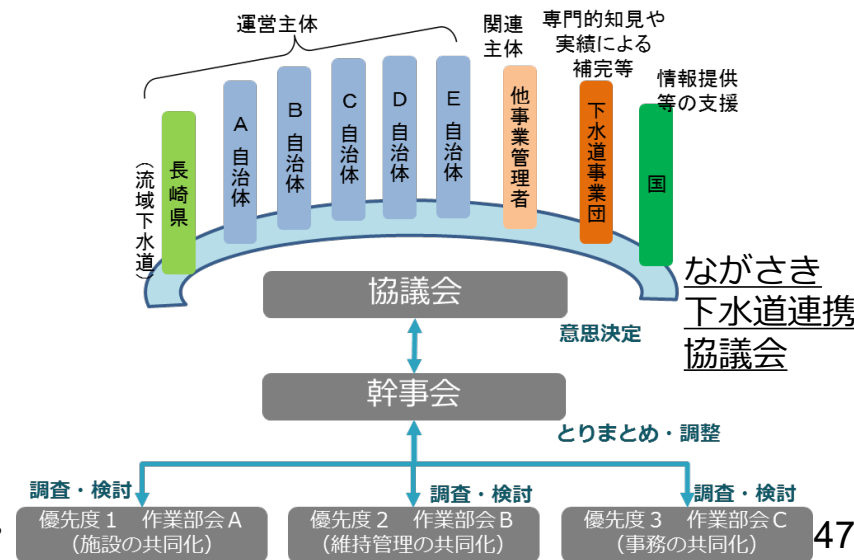 運営主体
関連
主体
専門的知見や
実績による
補完等
情報提供
等の支援
長崎県
(流域下水道)
A自治体
B自治体
C自治体
D自治体
E自治体
他事業管理者
下水道事業団
国
ながさき
下水道連携
協議会
協議会
意思決定
幹事会
とりまとめ・調整
調査・検討
調査・検討
調査・検討
優先度1 作業部会A
(施設の共同化)
優先度2 作業部会B
(維持管理の共同化)
優先度3 作業部会C
(事務の共同化)
47